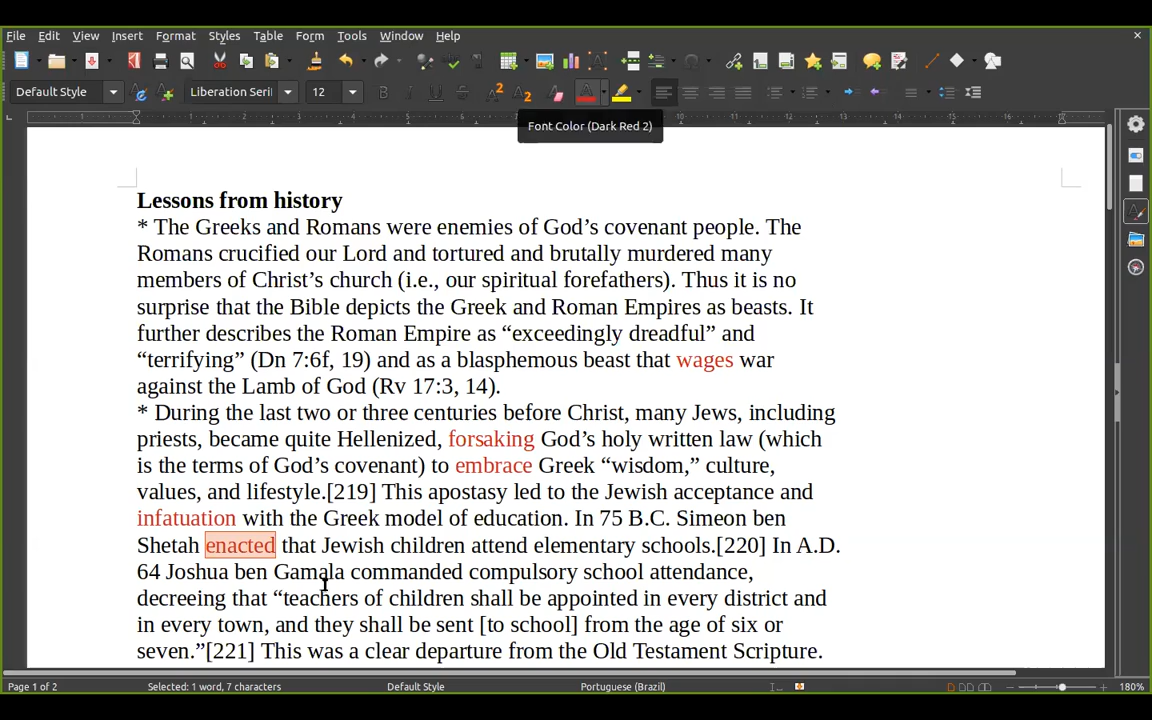 File Edit View Insert Format Styles Table Form Tools Window Help
Default Style Liberation Serif 12
Font Color (Dark Red 2)
Lessons from history
* The Greeks and Romans were enemies of God’s covenant people. The
Romans crucified our Lord and tortured and brutally murdered many
members of Christ’s church (i.e., our spiritual forefathers). Thus it is no
surprise that the Bible depicts the Greek and Roman Empires as beasts. It
further describes the Roman Empire as “exceedingly dreadful” and
“terrifying” (Dn 7:6f, 19) and as a blasphemous beast that wages war
against the Lamb of God (Rv 17:3, 14).
* During the last two or three centuries before Christ, many Jews, including
priests, became quite Hellenized, forsaking God’s holy written law (which
is the terms of God’s covenant) to embrace Greek “wisdom,” culture,
values, and lifestyle.[219] This apostasy led to the Jewish acceptance and
infatuation with the Greek model of education. In 75 B.C. Simeon ben
Shetah enacted that Jewish children attend elementary schools.[220] In A.D.
64 Joshua ben Gamala commanded compulsory school attendance,
decreeing that “teachers of children shall be appointed in every district and
in every town, and they shall be sent [to school] from the age of six or
seven.”[221] This was a clear departure from the Old Testament Scripture.
Page 1 of 2 Selected: 1 word, 7 characters Default Style Portuguese (Brazil) 180%